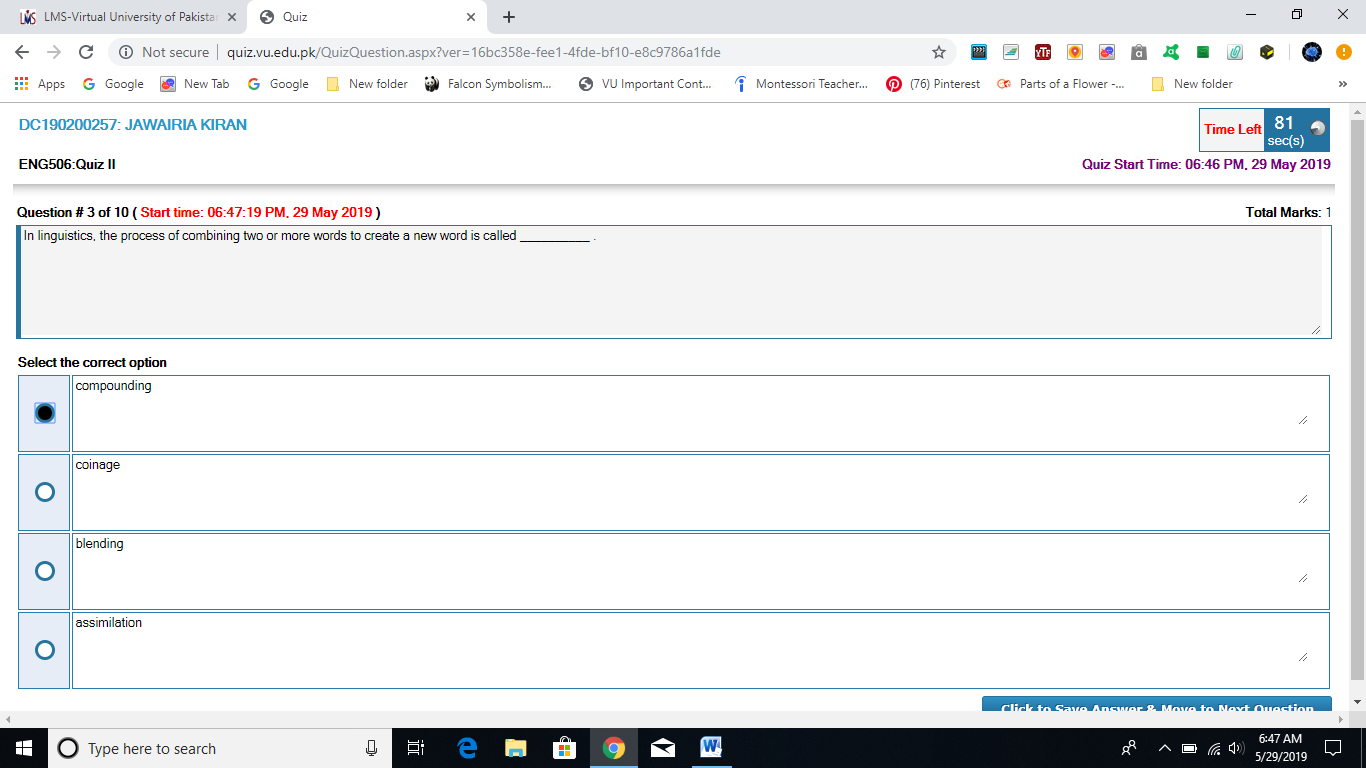 LMS-Virtual University of Pakista
Quiz
Not secure
quiz.vu.edu.pk/QuizQuestion.aspx?ver=16bc358e-fee1-4fde-bf10-e8c9786a1fde
Apps
Google
New Tab
Google
New folder
Falcon Symbolism...
VU Important Cont...
Montessori Teacher...
(76) Pinterest
Parts of a Flower -...
New folder
DC190200257: JAWAIRIA KIRAN
Time Left
81
sec(s)
ENG506:Quiz II
Quiz Start Time: 06:46 PM, 29 May 2019
Question # 3 of 10 ( Start time: 06:47:19 PM, 29 May 2019 )
Total Marks: 1
In linguistics, the process of combining two or more words to create a new word is called __________ .
Select the correct option
compounding
coinage
blending
assimilation
Click to Save Answer & Move to Next Question
Type here to search
6:47 AM
5/29/2019